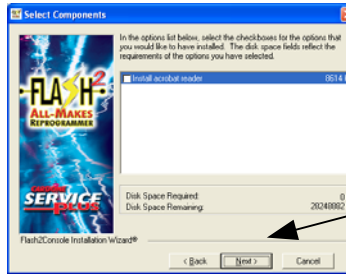 Select Components
In the options list below, select the checkboxes for the options that
you would like to have installed. The disk space fields reflect the
requirements of the options you have selected.
Install acrobat reader 8614
FLASH2
ALL-MAKES
REPROGRAMMER
SERVICE
PLUS
Disk Space Required: 0
Disk Space Remaining:
Flash2Console Installation Wizard®
< Back
Next >
Cancel